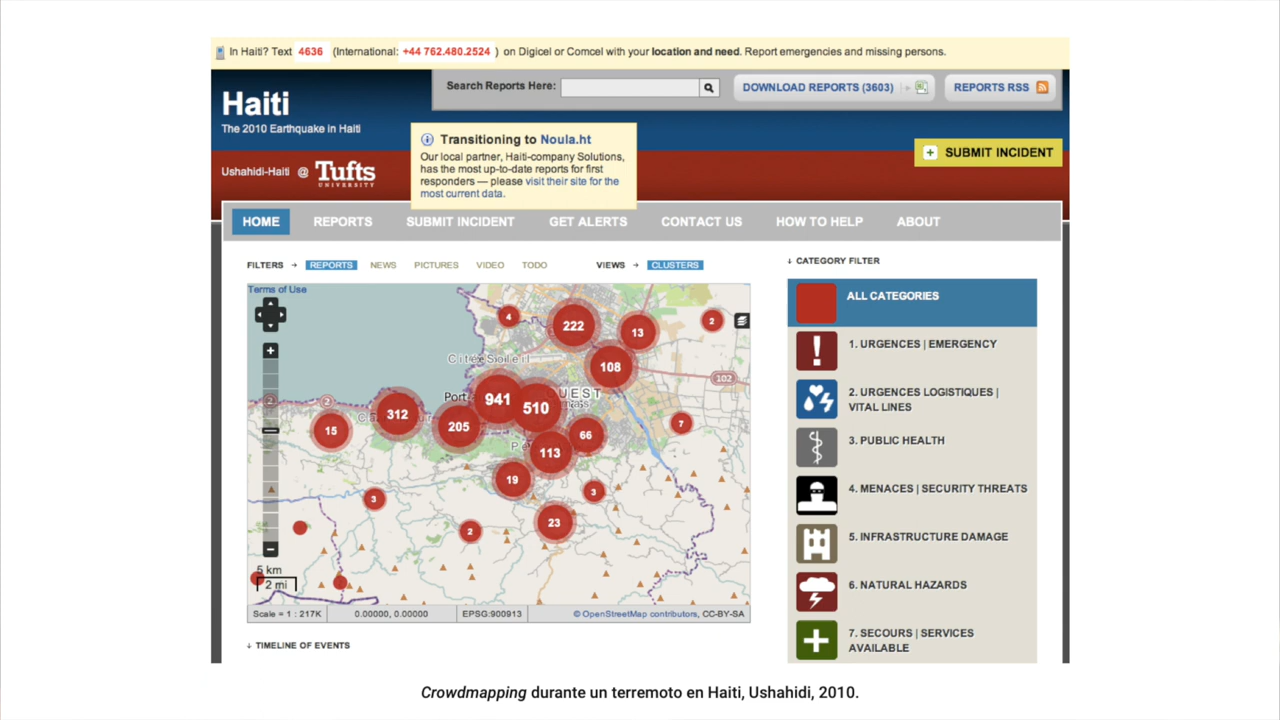 In Haiti? Text 4636 (International: +44 762.480.2524 ) on Digicel or Comcel with your location and need. Report emergencies and missing persons.
Search Reports Here:
DOWNLOAD REPORTS (3603)
REPORTS RSS
Haiti
The 2010 Earthquake in Haiti
Transitioning to Noula.ht
Our local partner, Haiti-company Solutions,
has the most up-to-date reports for first
responders — please visit their site for the
most current data.
SUBMIT INCIDENT
Ushahidi-Haiti @ Tufts
UNIVERSITY
HOME REPORTS SUBMIT INCIDENT GET ALERTS CONTACT US HOW TO HELP ABOUT
FILTERS → REPORTS NEWS PICTURES VIDEO TODO VIEWS → CLUSTERS
Terms of Use
4
222
13
2
108
Cité Soleil
102
OUEST
Port
941
510
2
2
312
205
15
66
7
113
19
3
3
23
2
5 km
2 mi
Scale = 1 : 217K 0.00000, 0.00000 EPSG:900913 © OpenStreetMap contributors, CC-BY-SA
↓ TIMELINE OF EVENTS
↓ CATEGORY FILTER
ALL CATEGORIES
1. URGENCES | EMERGENCY
2. URGENCES LOGISTIQUES |
VITAL LINES
3. PUBLIC HEALTH
4. MENACES | SECURITY THREATS
5. INFRASTRUCTURE DAMAGE
6. NATURAL HAZARDS
7. SECOURS | SERVICES
AVAILABLE
Crowdmapping durante un terremoto en Haiti, Ushahidi, 2010.